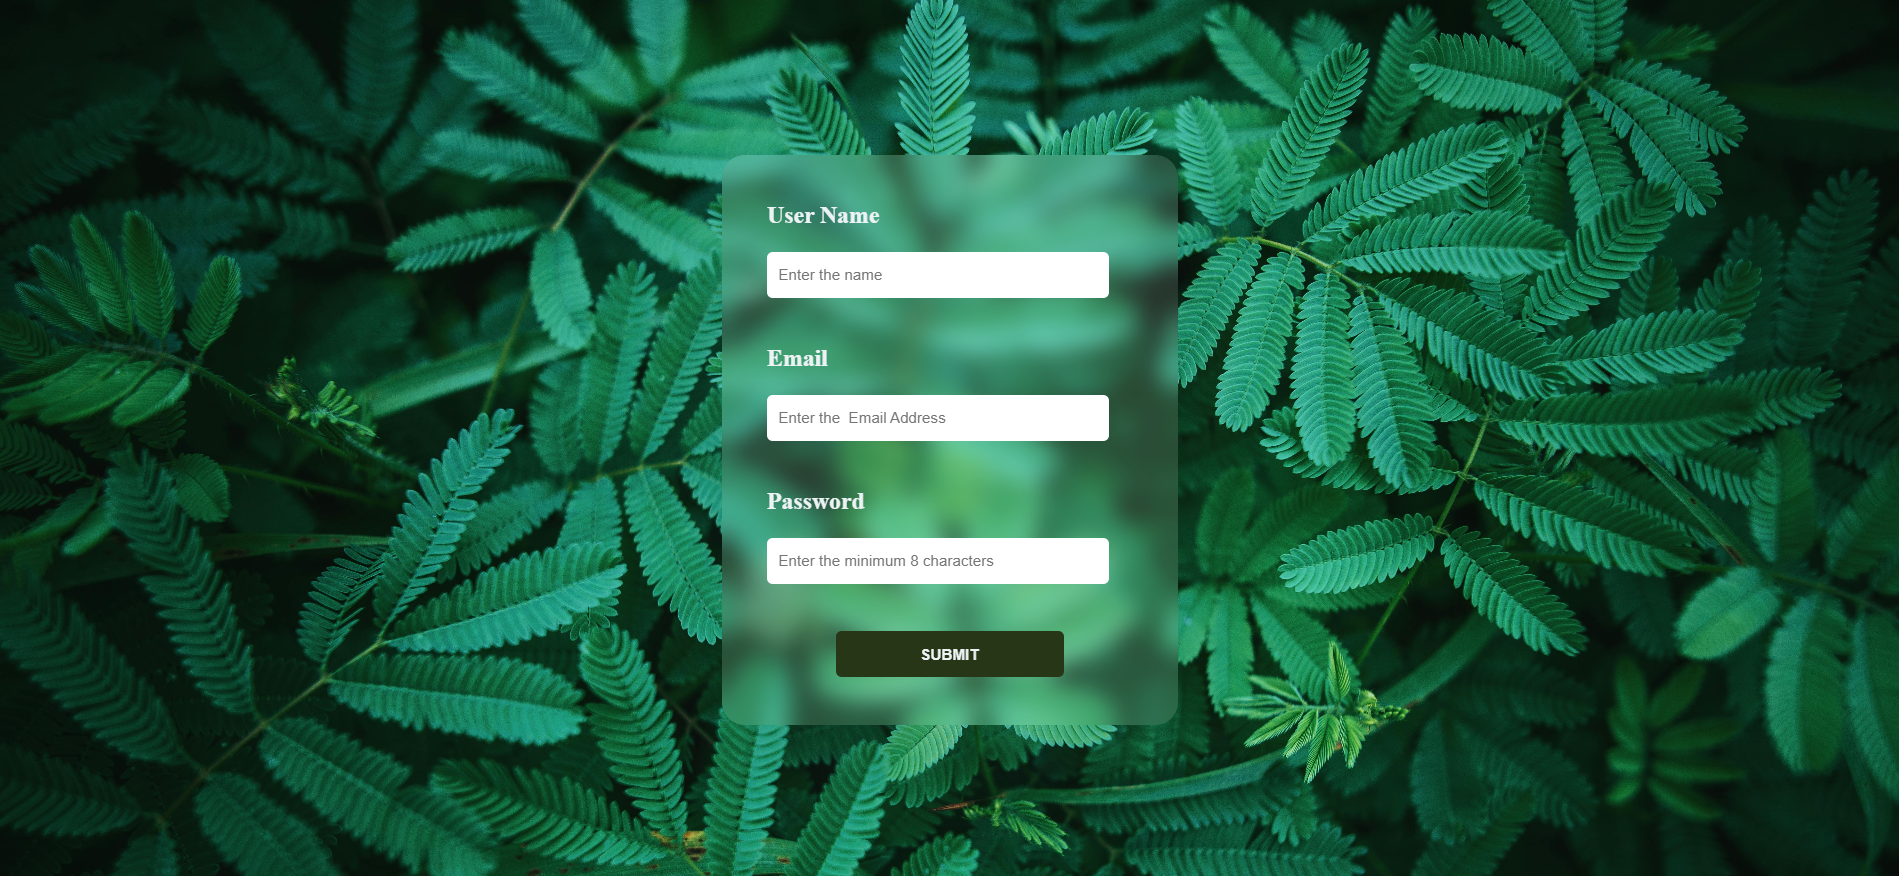 User Name
Enter the name
Email
Enter the  Email Address
Password
Enter the minimum 8 characters
SUBMIT